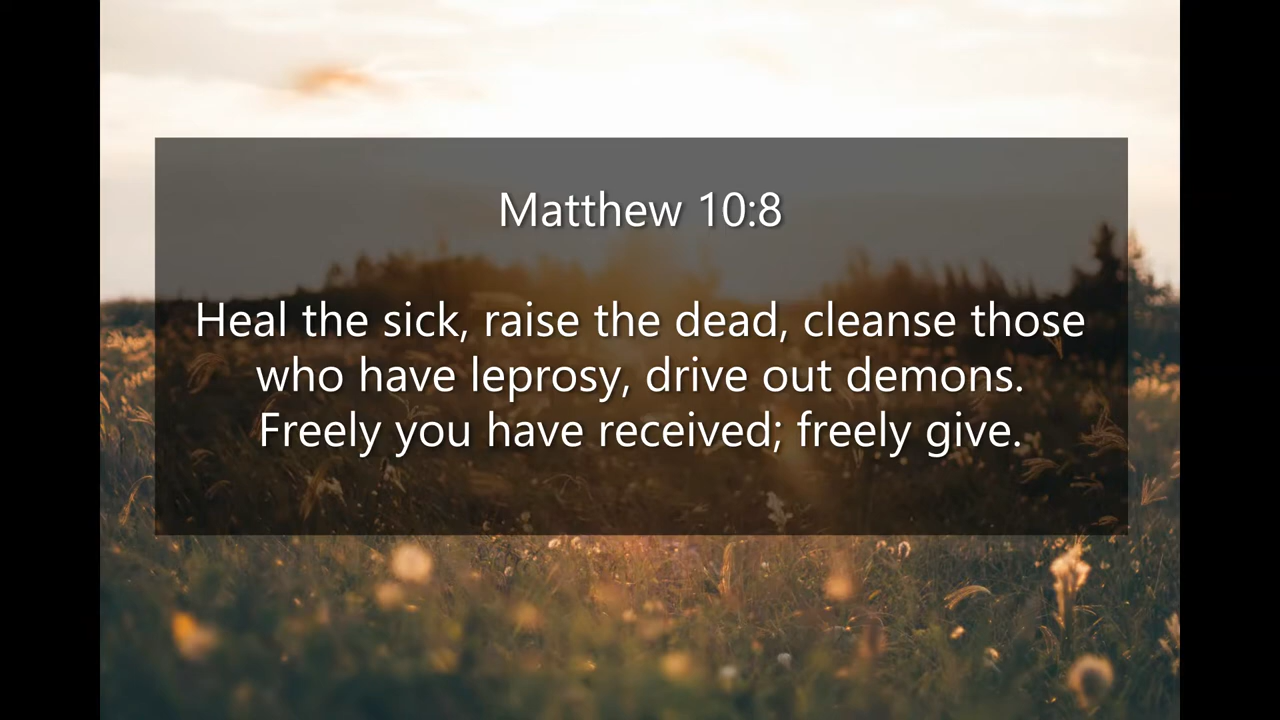 Matthew 10:8
Heal the sick, raise the dead, cleanse those
who have leprosy, drive out demons.
Freely you have received; freely give.